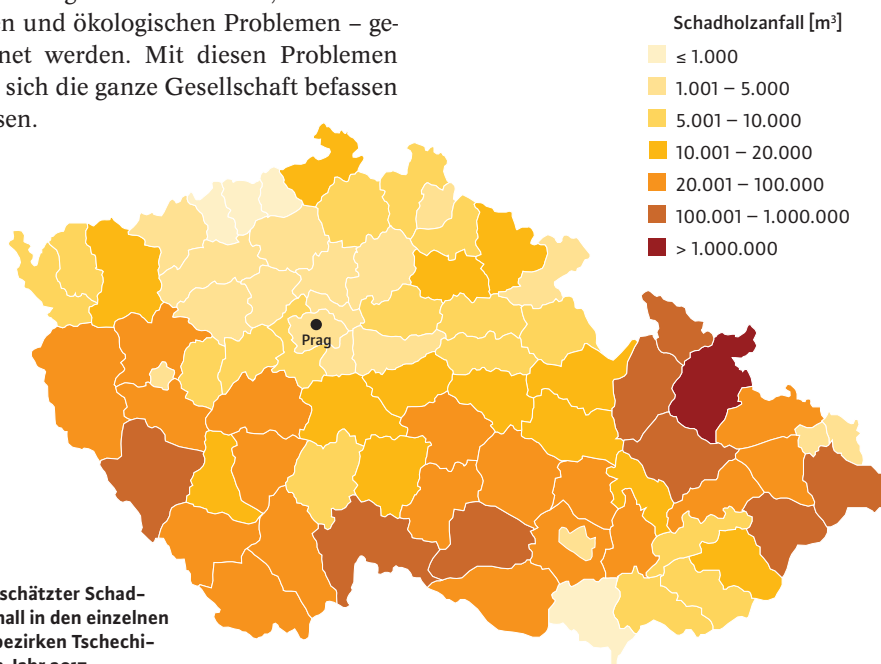 en und ökologischen Problemen – ge-
net werden. Mit diesen Problemen
sich die ganze Gesellschaft befassen
sen.
Schadholzanfall [m³]
≤ 1.000
1.001 – 5.000
5.001 – 10.000
10.001 – 20.000
20.001 – 100.000
100.001 – 1.000.000
> 1.000.000
Prag
schätzter Schad-
nall in den einzelnen
bezirken Tschechi-